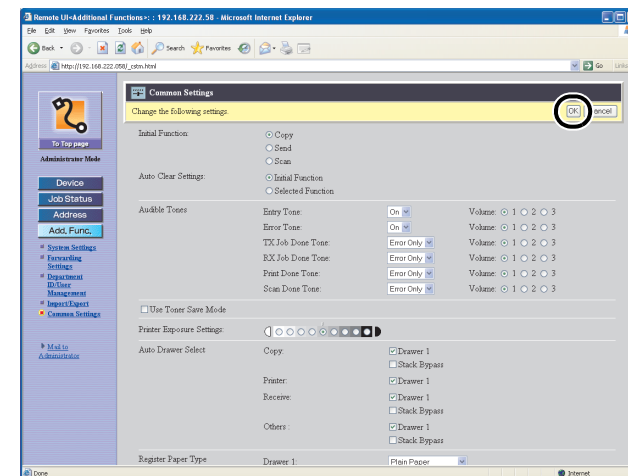 Remote UI<Additional Functions>: : 192.168.222.58 - Microsoft Internet Explorer
File Edit View Favorites Tools Help
Back Search Favorites
Address http://192.168.222.058/_cstm.html Go Links
To Top page
Administrator Mode
Device
Job Status
Address
Add. Func.
System Settings
Forwarding
Settings
Department
ID/User
Management
Import/Export
Common Settings
Mail to
Administrator
Common Settings
Change the following settings. OK Cancel
Initial Function: Copy
Send
Scan
Auto Clear Settings: Initial Function
Selected Function
Audible Tones Entry Tone: On Volume: 1 2 3
Error Tone: On Volume: 1 2 3
TX Job Done Tone: Error Only Volume: 1 2 3
RX Job Done Tone: Error Only Volume: 1 2 3
Print Done Tone: Error Only Volume: 1 2 3
Scan Done Tone: Error Only Volume: 1 2 3
Use Toner Save Mode
Printer Exposure Settings:
Auto Drawer Select Copy: Drawer 1
Stack Bypass
Printer: Drawer 1
Receive: Drawer 1
Stack Bypass
Others : Drawer 1
Stack Bypass
Register Paper Type Drawer 1: Plain Paper
Done Internet